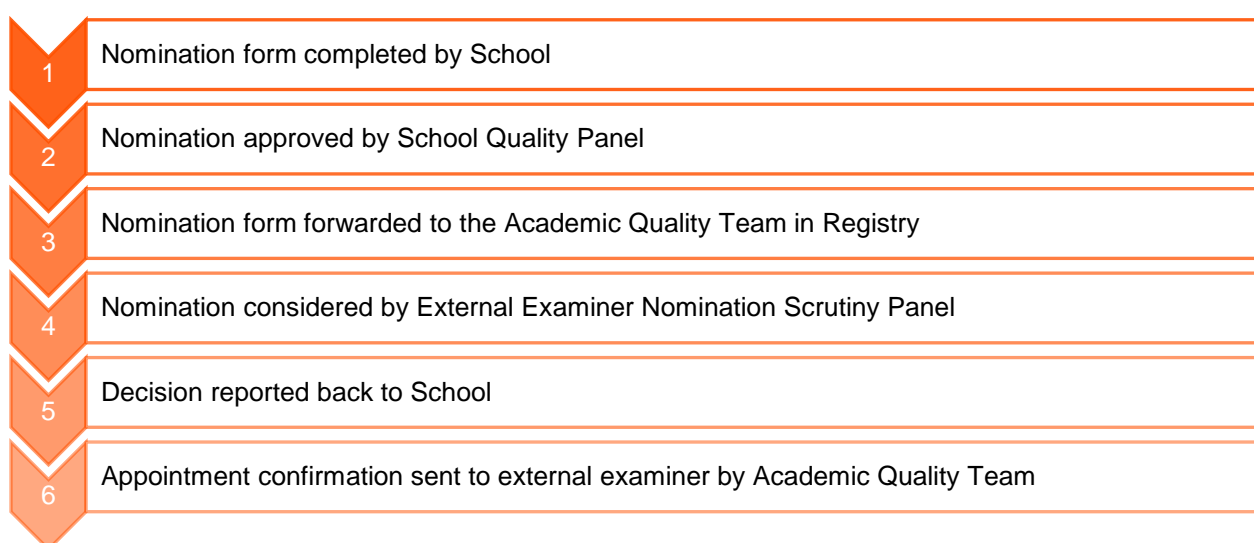 1
Nomination form completed by School
2
Nomination approved by School Quality Panel
3
Nomination form forwarded to the Academic Quality Team in Registry
4
Nomination considered by External Examiner Nomination Scrutiny Panel
5
Decision reported back to School
6
Appointment confirmation sent to external examiner by Academic Quality Team